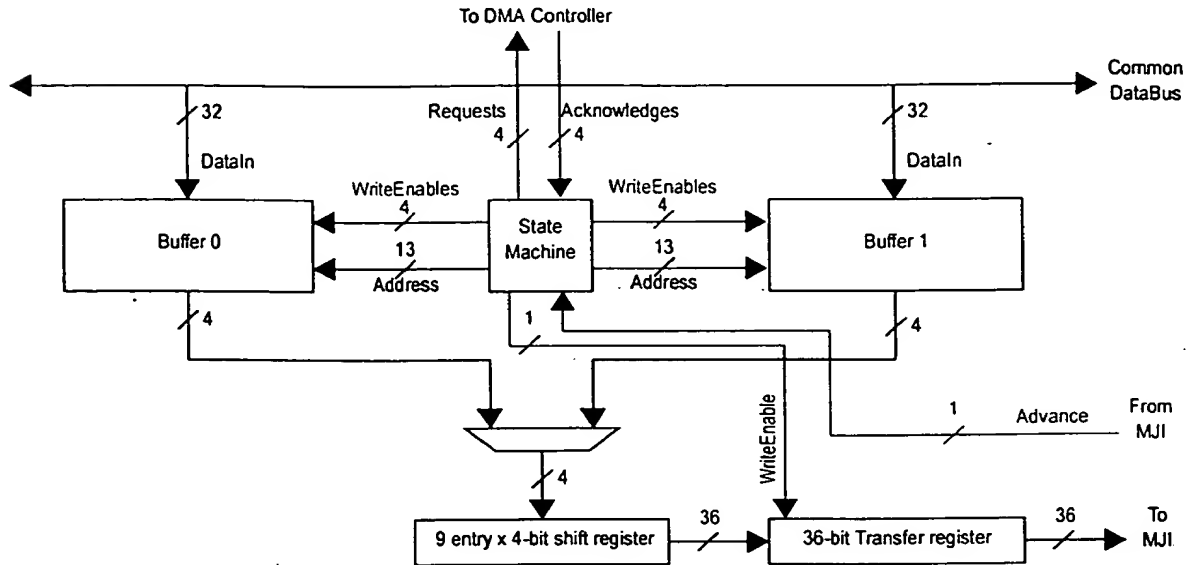 To DMA Controller
Common
DataBus
32
Requests
Acknowledges
32
4
4
DataIn
DataIn
WriteEnables
WriteEnables
4
4
Buffer 0
State
Machine
Buffer 1
13
13
Address
Address
4
1
4
1
Advance
From
MJI
WriteEnable
4
36
36
To
MJI
9 entry x 4-bit shift register
36-bit Transfer register